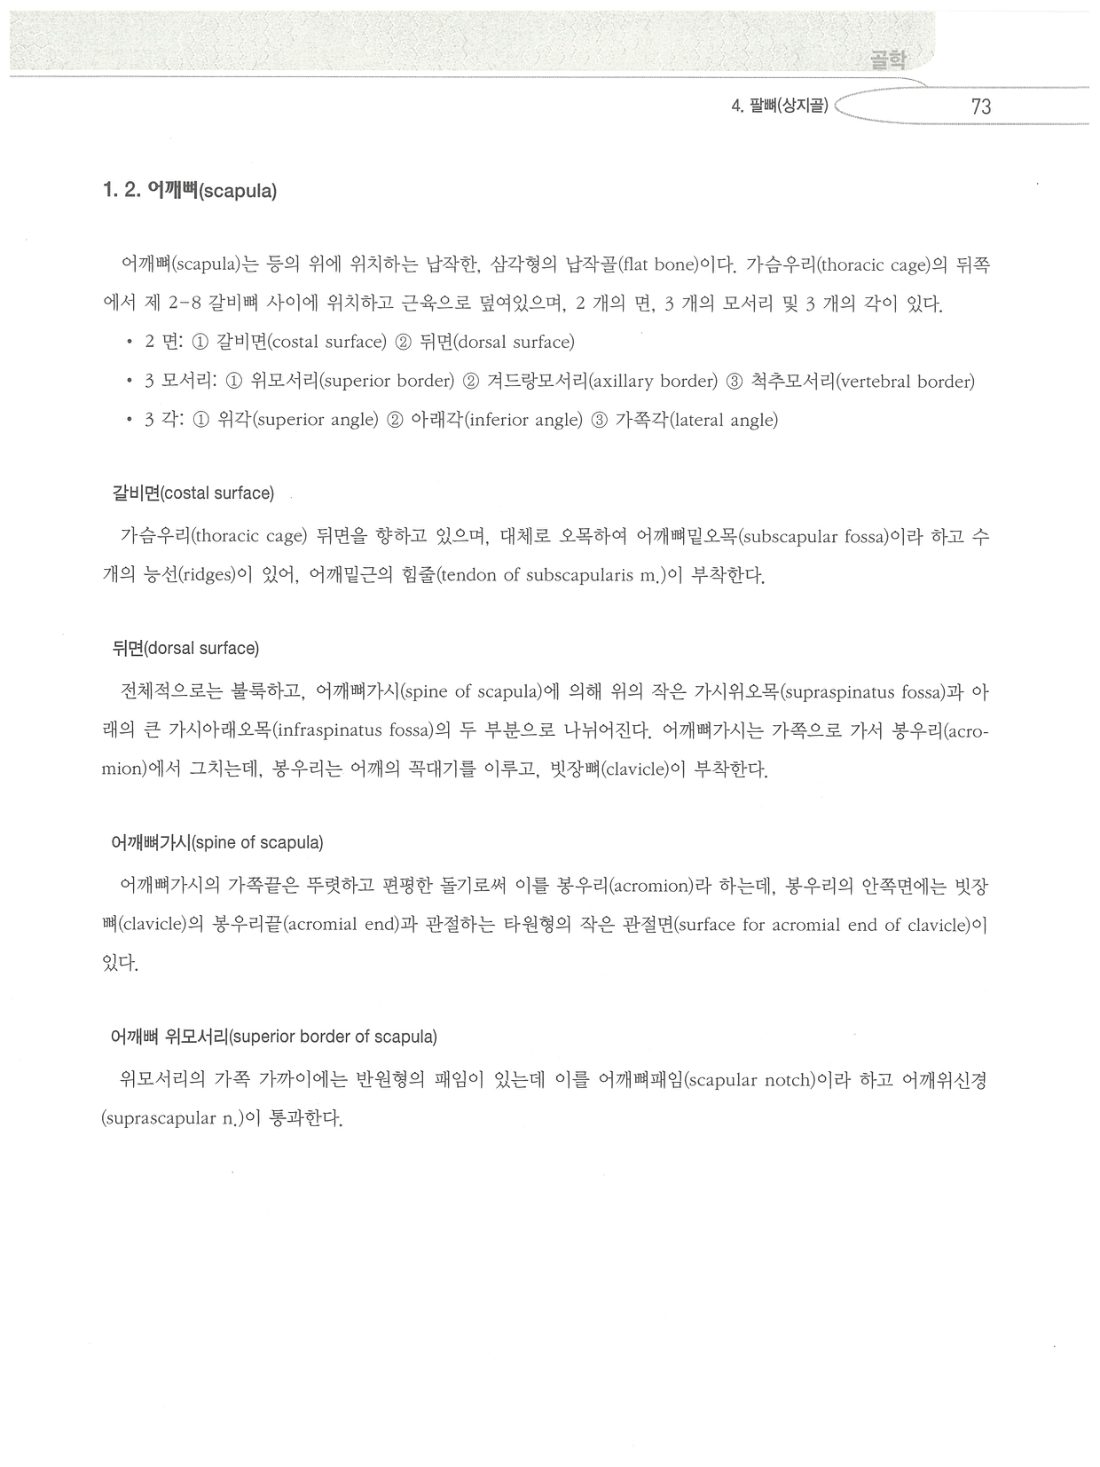 골학
4. 팔뼈(상지골)
73
1. 2. 어깨뼈(scapula)
어깨뼈(scapula)는 등의 위에 위치하는 납작한, 삼각형의 납작골(flat bone)이다. 가슴우리(thoracic cage)의 뒤쪽
에서 제 2-8 갈비뼈 사이에 위치하고 근육으로 덮여있으며, 2 개의 면, 3 개의 모서리 및 3 개의 각이 있다.
• 2 면: ① 갈비면(costal surface) ② 뒤면(dorsal surface)
• 3 모서리: ① 위모서리(superior border) ② 겨드랑모서리(axillary border) ③ 척추모서리(vertebral border)
• 3 각: ① 위각(superior angle) ② 아래각(inferior angle) ③ 가쪽각(lateral angle)
갈비면(costal surface)
가슴우리(thoracic cage) 뒤면을 향하고 있으며, 대체로 오목하여 어깨뼈밑오목(subscapular fossa)이라 하고 수
개의 능선(ridges)이 있어, 어깨밑근의 힘줄(tendon of subscapularis m.)이 부착한다.
뒤면(dorsal surface)
전체적으로는 불룩하고, 어깨뼈가시(spine of scapula)에 의해 위의 작은 가시위오목(supraspinatus fossa)과 아
래의 큰 가시아래오목(infraspinatus fossa)의 두 부분으로 나뉘어진다. 어깨뼈가시는 가쪽으로 가서 봉우리(acro-
mion)에서 그치는데, 봉우리는 어깨의 꼭대기를 이루고, 빗장뼈(clavicle)이 부착한다.
어깨뼈가시(spine of scapula)
어깨뼈가시의 가쪽끝은 뚜렷하고 편평한 돌기로써 이를 봉우리(acromion)라 하는데, 봉우리의 안쪽면에는 빗장
뼈(clavicle)의 봉우리끝(acromial end)과 관절하는 타원형의 작은 관절면(surface for acromial end of clavicle)이
있다.
어깨뼈 위모서리(superior border of scapula)
위모서리의 가쪽 가까이에는 반원형의 패임이 있는데 이를 어깨뼈패임(scapular notch)이라 하고 어깨위신경
(suprascapular n.)이 통과한다.